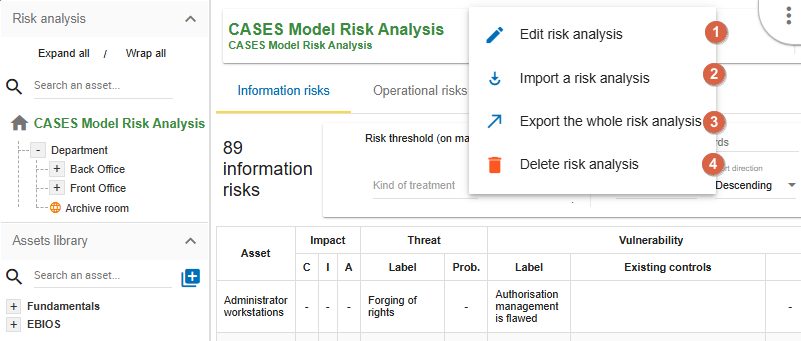 Risk analysis
Expand all / Wrap all
Search an asset...
CASES Model Risk Analysis
- Department
+ Back Office
+ Front Office
Archive room
Assets library
Search an asset...
+ Fundamentals
+ EBIOS
CASES Model Risk Analysis
CASES Model Risk Analysis
Edit risk analysis 1
Import a risk analysis 2
Export the whole risk analysis 3
Delete risk analysis 4
Information risks
Operational risks
89
information
risks
Risk threshold (on ma
Kind of treatment
rds
rt direction
Descending
Asset
Impact
Threat
Vulnerability
C I A Label Prob. Label Existing controls
Administrator
workstations
- - -
Forging of
rights
-
Authorisation
management
is flawed
-